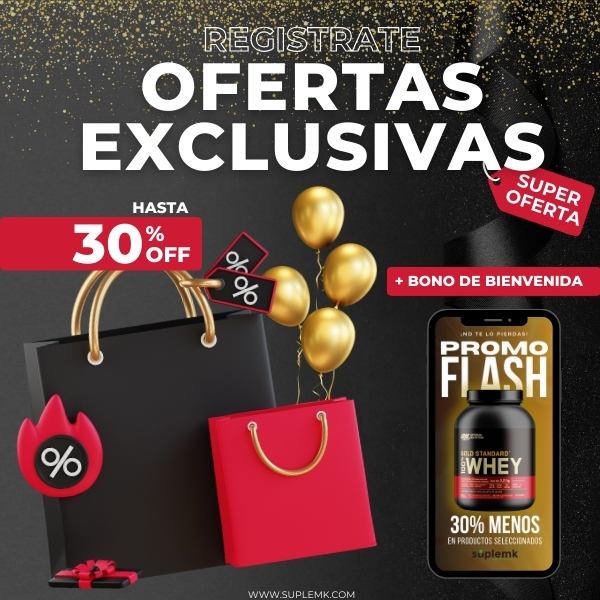 REGISTRATE
OFERTAS
EXCLUSIVAS
SUPER
OFERTA
HASTA
30% OFF
%
%
+ BONO DE BIENVENIDA
¡NO TE LO PIERDAS!
PROMO
FLASH
GOLD STANDARD
100% WHEY
%
30% MENOS
EN PRODUCTOS SELECCIONADOS
suplemk
WWW.SUPLEMK.COM